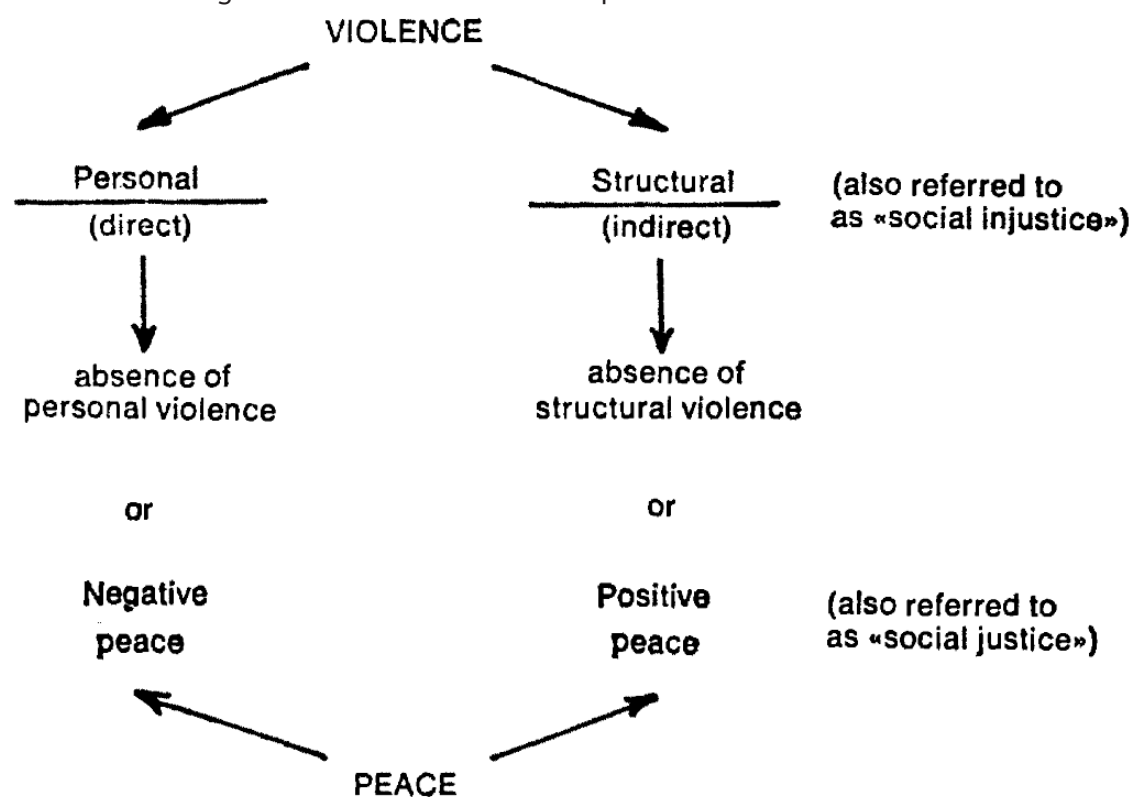 VIOLENCE
Personal
(direct)
Structural
(indirect)
(also referred to
as «social injustice»)
absence of
personal violence
absence of
structural violence
or
or
Negative
peace
Positive
peace
(also referred to
as «social justice»)
PEACE